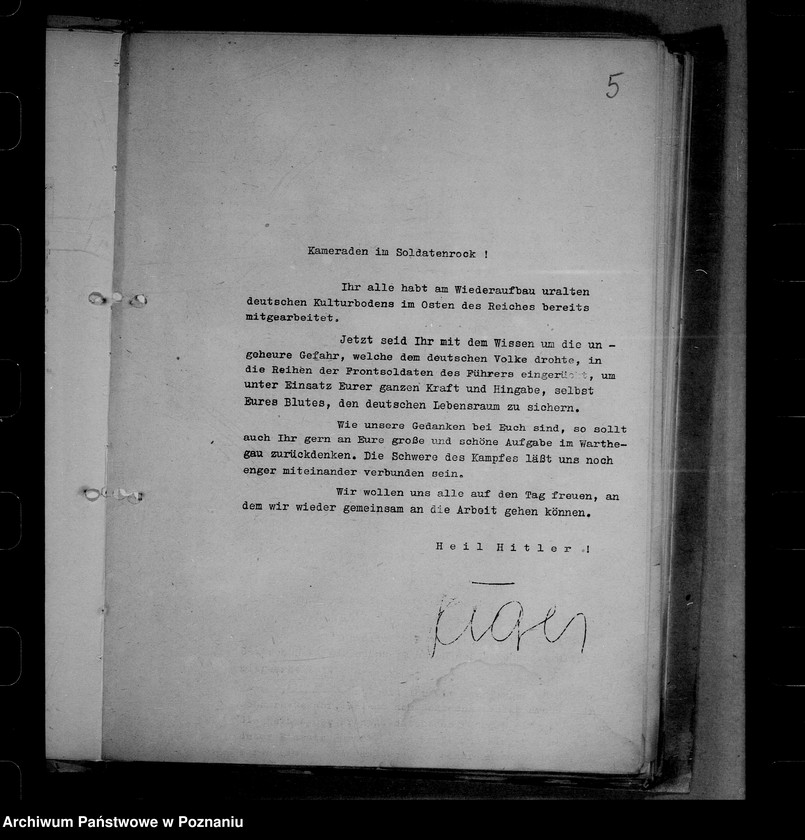 5
Kameraden im Soldatenrock !
Ihr alle habt am Wiederaufbau uralten
deutschen Kulturbodens im Osten des Reiches bereits
mitgearbeitet.
Jetzt seid Ihr mit dem Wissen um die un -
geheure Gefahr, welche dem deutschen Volke drohte, in
die Reihen der Frontsoldaten des Führers eingerückt, um
unter Einsatz Eurer ganzen Kraft und Hingabe, selbst
Eures Blutes, den deutschen Lebensraum zu sichern.
Wie unsere Gedanken bei Euch sind, so sollt
auch Ihr gern an Eure große und schöne Aufgabe im Warthe-
gau zurückdenken. Die Schwere des Kampfes läßt uns noch
enger miteinander verbunden sein.
Wir wollen uns alle auf den Tag freuen, an
dem wir wieder gemeinsam an die Arbeit gehen können.
H e i l  H i t l e r !
Archiwum Państwowe w Poznaniu